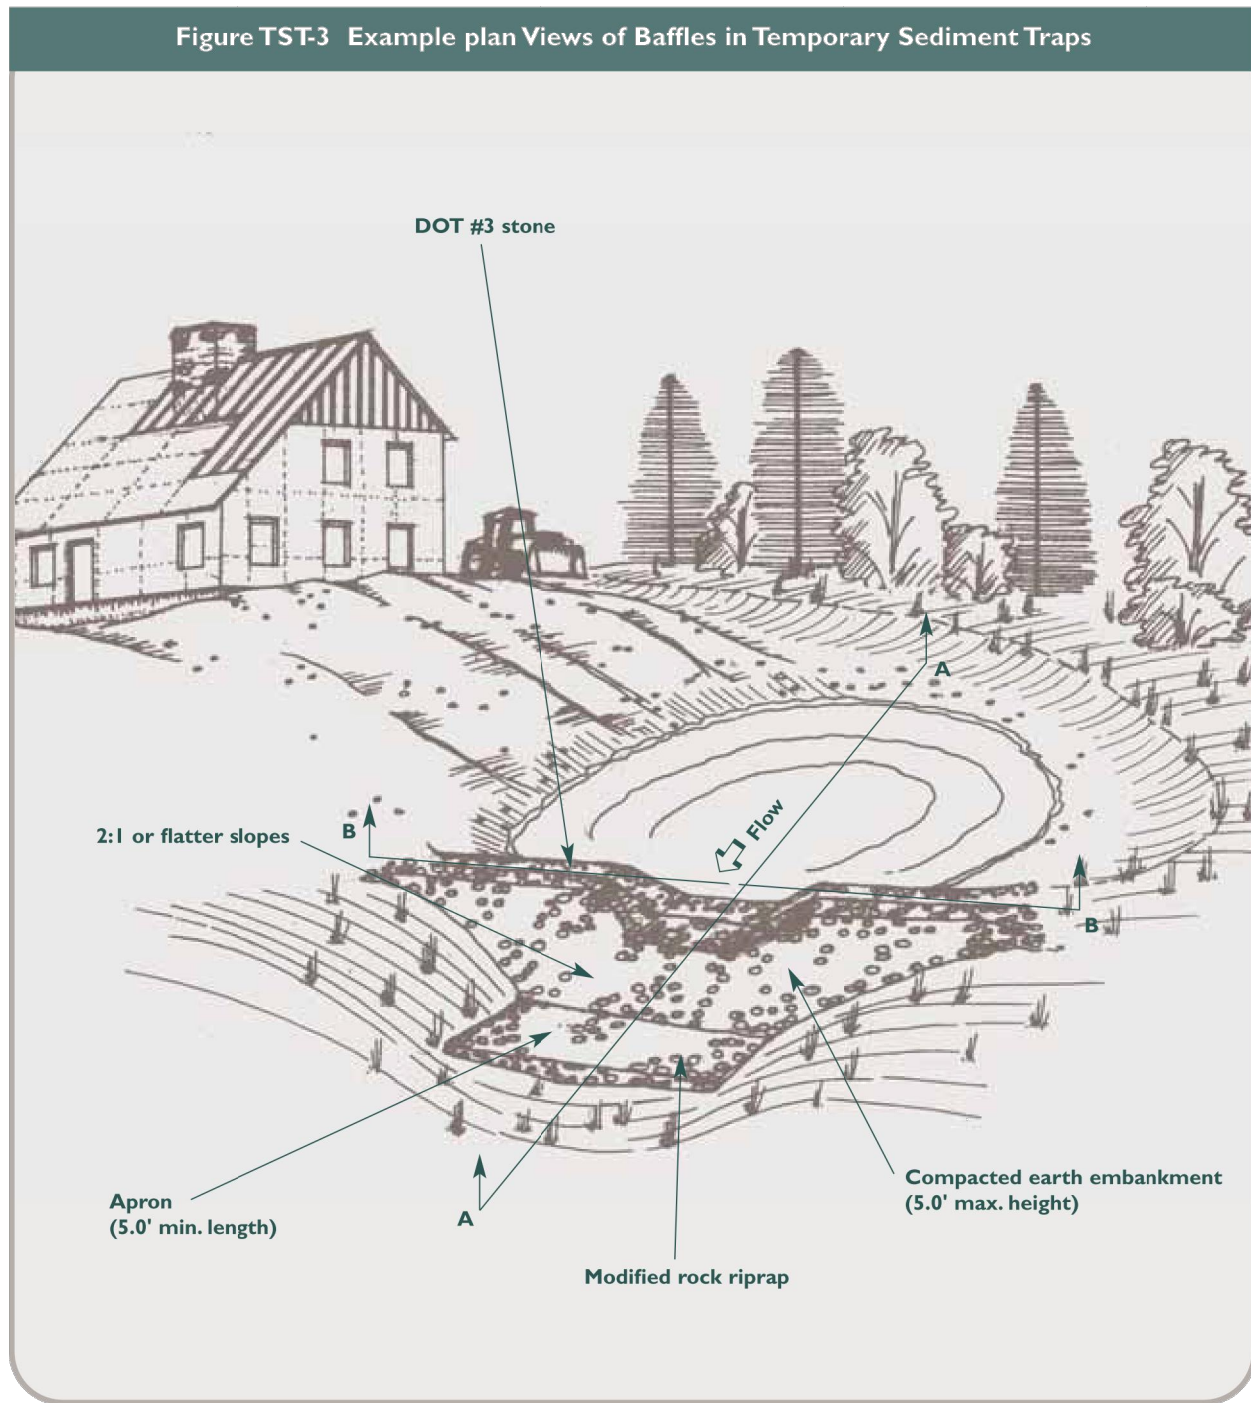 Figure TST-3 Example plan Views of Baffles in Temporary Sediment Traps
DOT #3 stone
A
B
2:1 or flatter slopes
Flow
B
Apron
(5.0' min. length)
A
Compacted earth embankment
(5.0' max. height)
Modified rock riprap